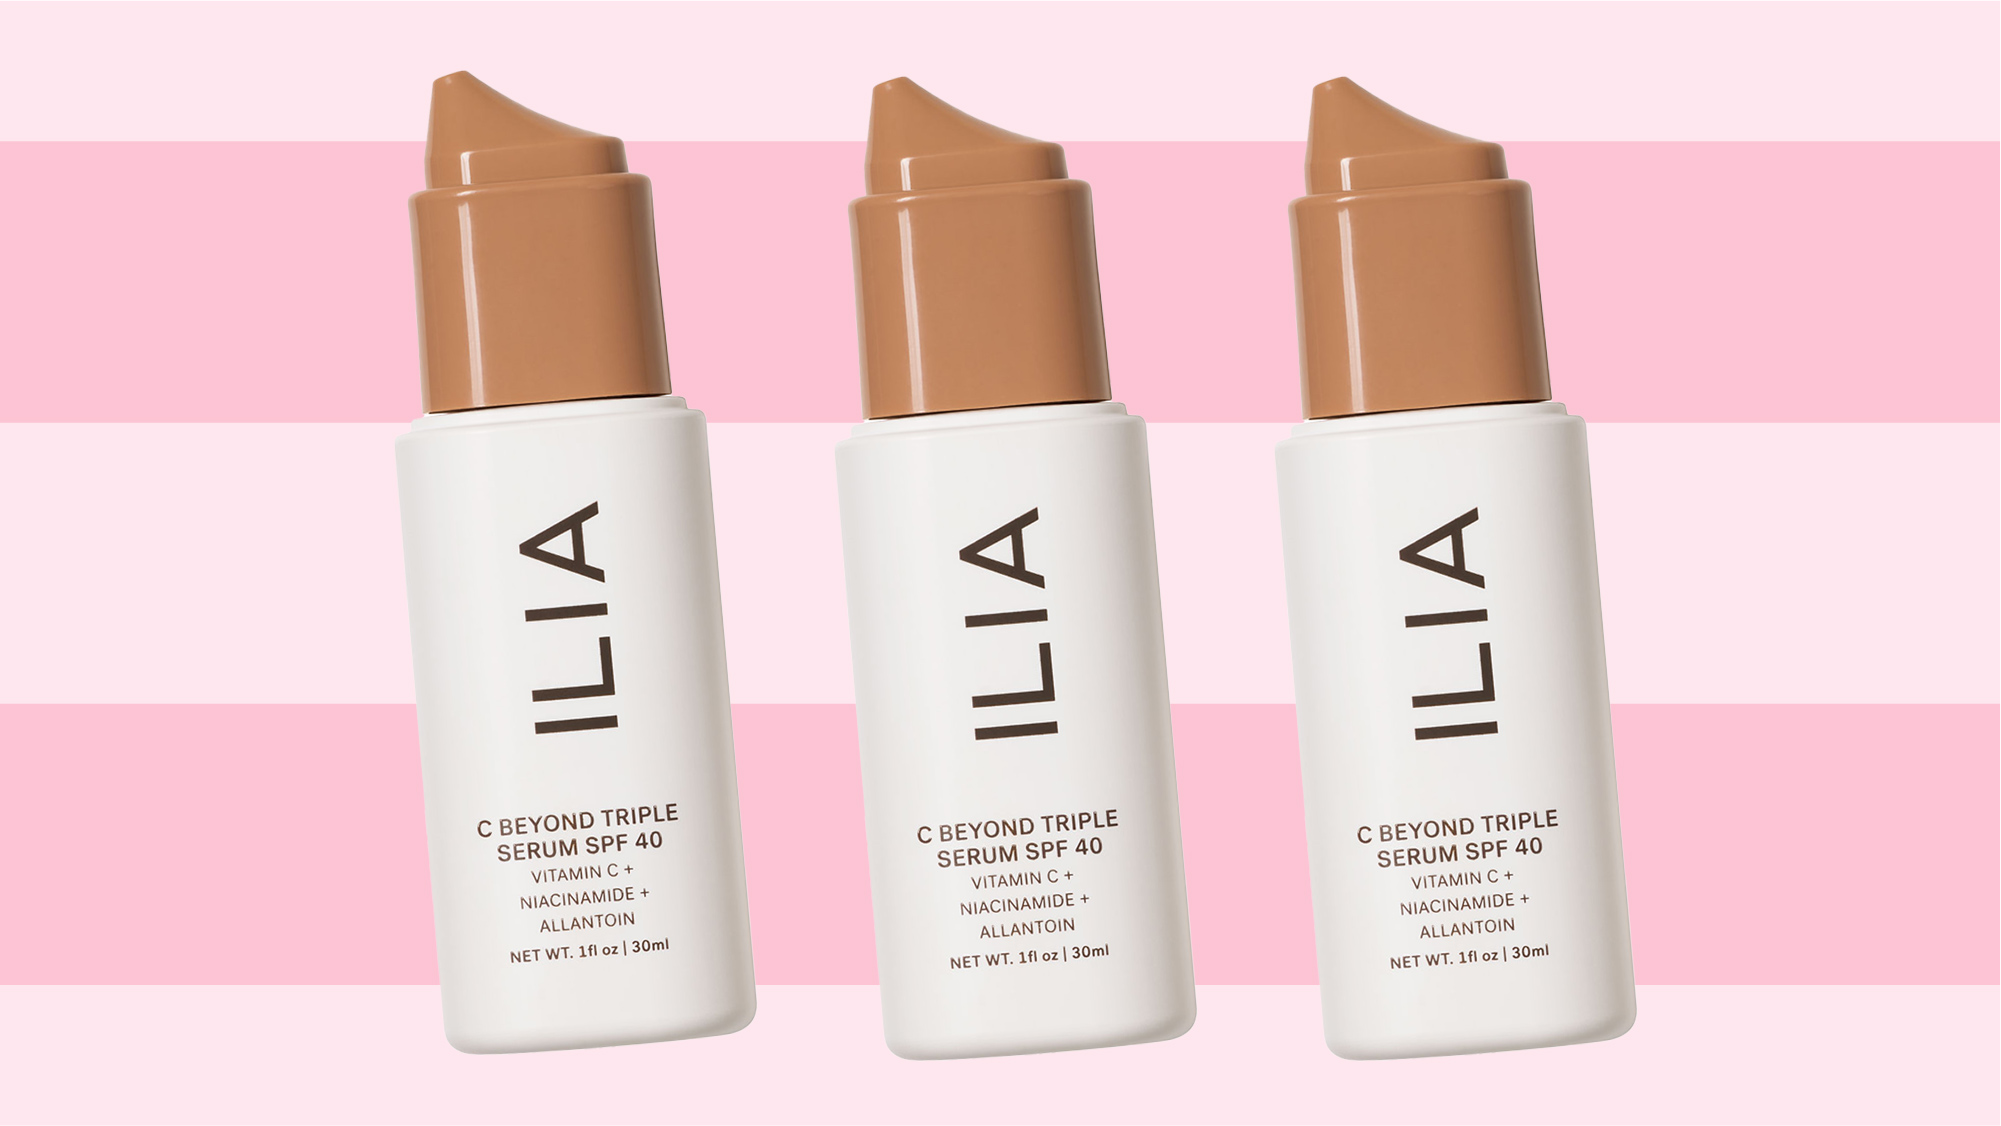 ILIA
C BEYOND TRIPLE
SERUM SPF 40
VITAMIN C +
NIACINAMIDE +
ALLANTOIN
NET WT. 1fl oz | 30ml
ILIA
C BEYOND TRIPLE
SERUM SPF 40
VITAMIN C +
NIACINAMIDE +
ALLANTOIN
NET WT. 1fl oz | 30ml
ILIA
C BEYOND TRIPLE
SERUM SPF 40
VITAMIN C +
NIACINAMIDE +
ALLANTOIN
NET WT. 1fl oz | 30ml